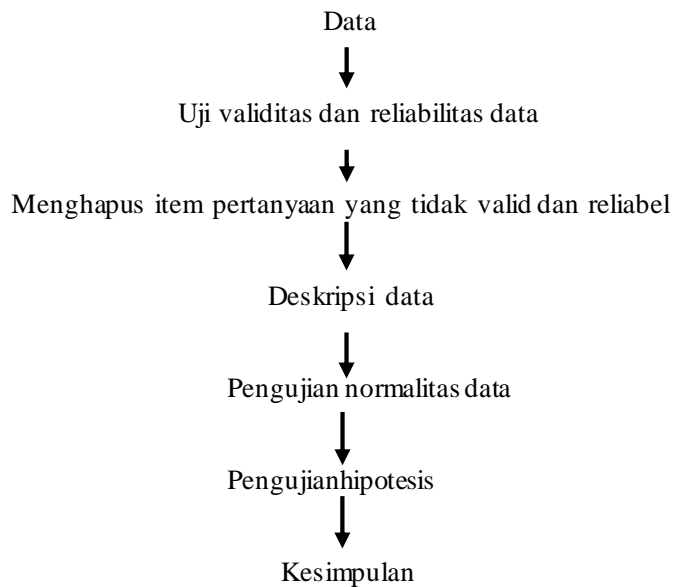 Data
Uji validitas dan reliabilitas data
Menghapus item pertanyaan yang tidak valid dan reliabel
Deskripsi data
Pengujian normalitas data
Pengujianhipotesis
Kesimpulan